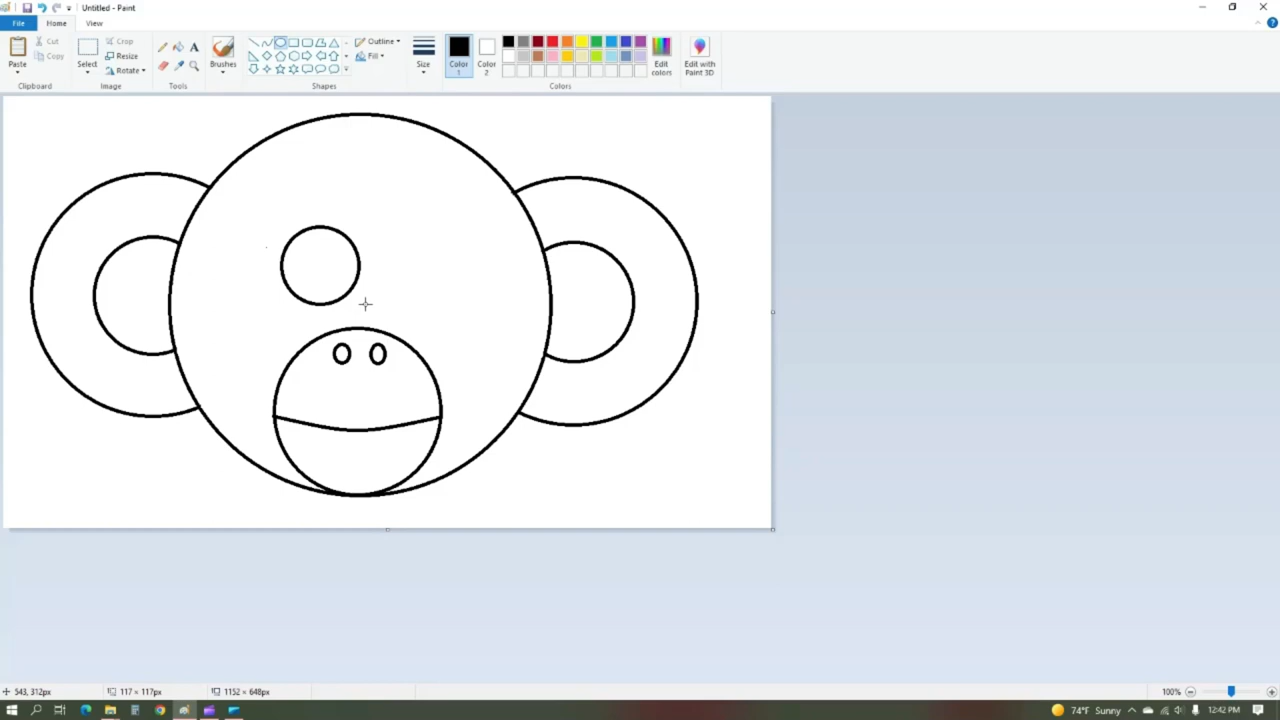 Untitled - Paint
File Home View
Paste
Cut
Copy
Clipboard
Select
Crop
Resize
Rotate
Image
A
Tools
Brushes
Outline
Fill
Shapes
Size
Color 1
Color 2
Edit colors
Colors
Edit with Paint 3D
543, 312px
117 × 117px
1152 × 648px
100%
74°F Sunny
12:42 PM